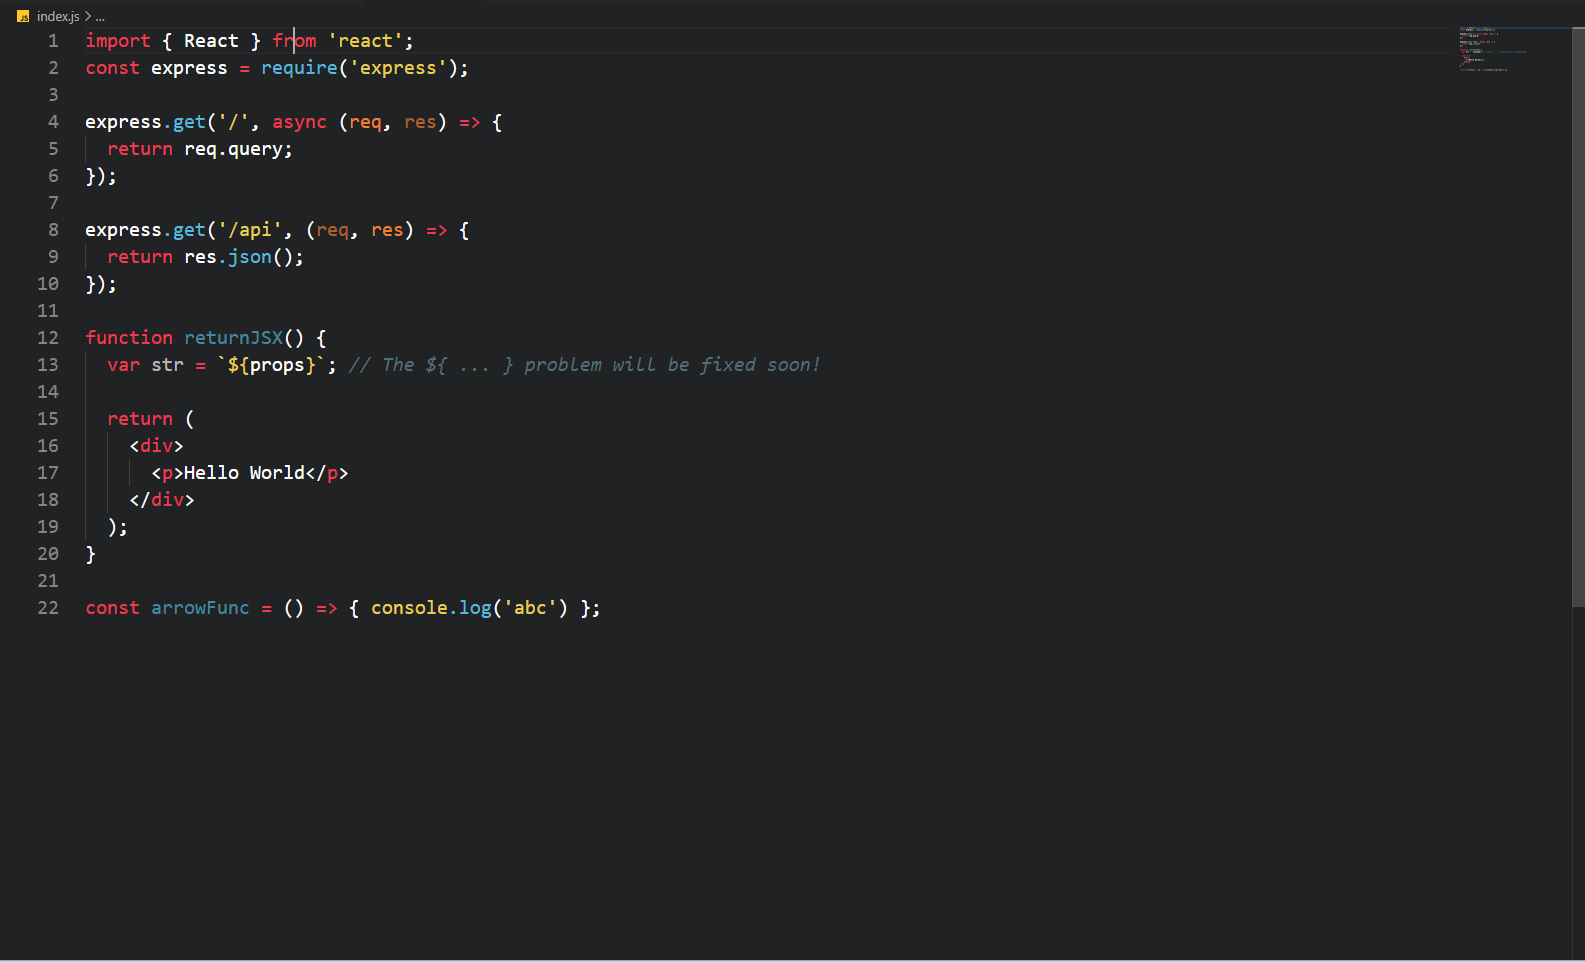 JS index.js > ...
1 import { React } from 'react';
2 const express = require('express');
3
4 express.get('/', async (req, res) => {
5   return req.query;
6 });
7
8 express.get('/api', (req, res) => {
9   return res.json();
10 });
11
12 function returnJSX() {
13   var str = `${props}`; // The ${ ... } problem will be fixed soon!
14
15   return (
16     <div>
17       <p>Hello World</p>
18     </div>
19   );
20 }
21
22 const arrowFunc = () => { console.log('abc') };